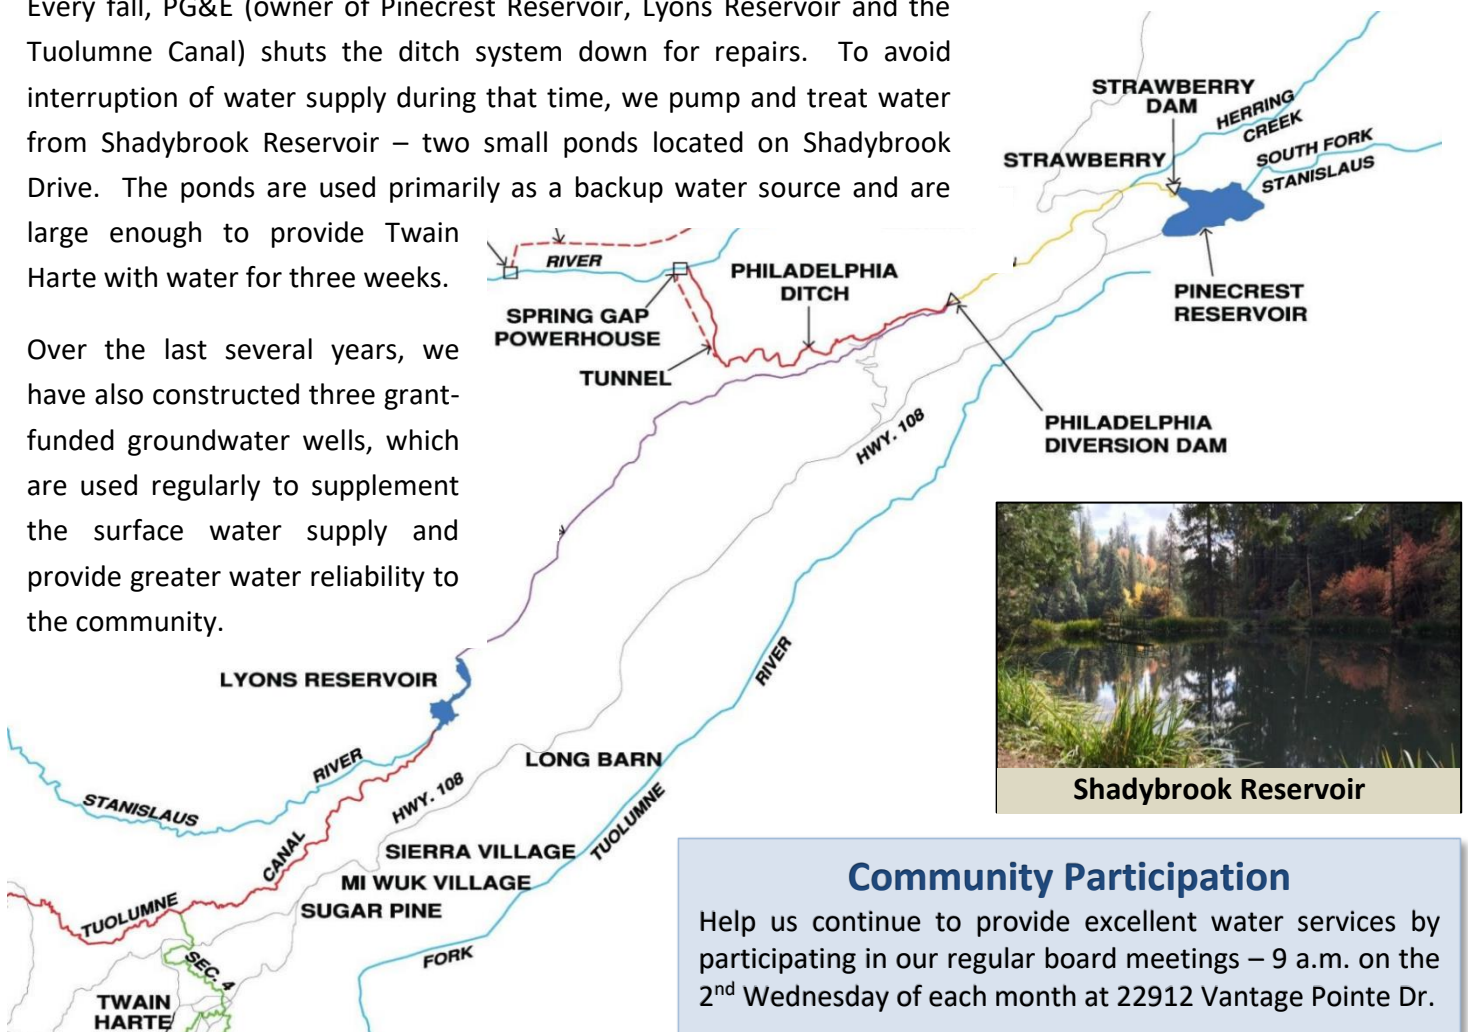 Every fall, PG&E (owner of Pinecrest Reservoir, Lyons Reservoir and the
Tuolumne Canal) shuts the ditch system down for repairs. To avoid
interruption of water supply during that time, we pump and treat water
from Shadybrook Reservoir – two small ponds located on Shadybrook
Drive. The ponds are used primarily as a backup water source and are
large enough to provide Twain
Harte with water for three weeks.
Over the last several years, we
have also constructed three grant-
funded groundwater wells, which
are used regularly to supplement
the surface water supply and
provide greater water reliability to
the community.
STRAWBERRY
DAM
HERRING
CREEK
SOUTH FORK
STANISLAUS
STRAWBERRY
PINECREST
RESERVOIR
RIVER
PHILADELPHIA
DITCH
SPRING GAP
POWERHOUSE
TUNNEL
PHILADELPHIA
DIVERSION DAM
HWY. 108
RIVER
LYONS RESERVOIR
LONG BARN
RIVER
STANISLAUS
HWY. 108
TUOLUMNE
CANAL
SIERRA VILLAGE
MI WUK VILLAGE
SUGAR PINE
TUOLUMNE
FORK
SEC. 4
TWAIN
HARTE
Shadybrook Reservoir
Community Participation
Help us continue to provide excellent water services by
participating in our regular board meetings – 9 a.m. on the
2nd Wednesday of each month at 22912 Vantage Pointe Dr.